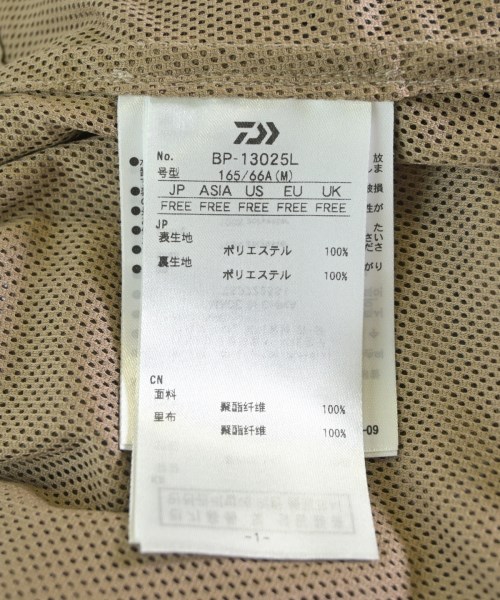 No. BP-13025L
号型 165/66A(M)
JP ASIA US EU UK
FREE FREE FREE FREE FREE
JP
表生地
ポリエステル 100%
裏生地
ポリエステル 100%
CN
面料
聚酯纤维 100%
里布
聚酯纤维 100%
-1-
-09